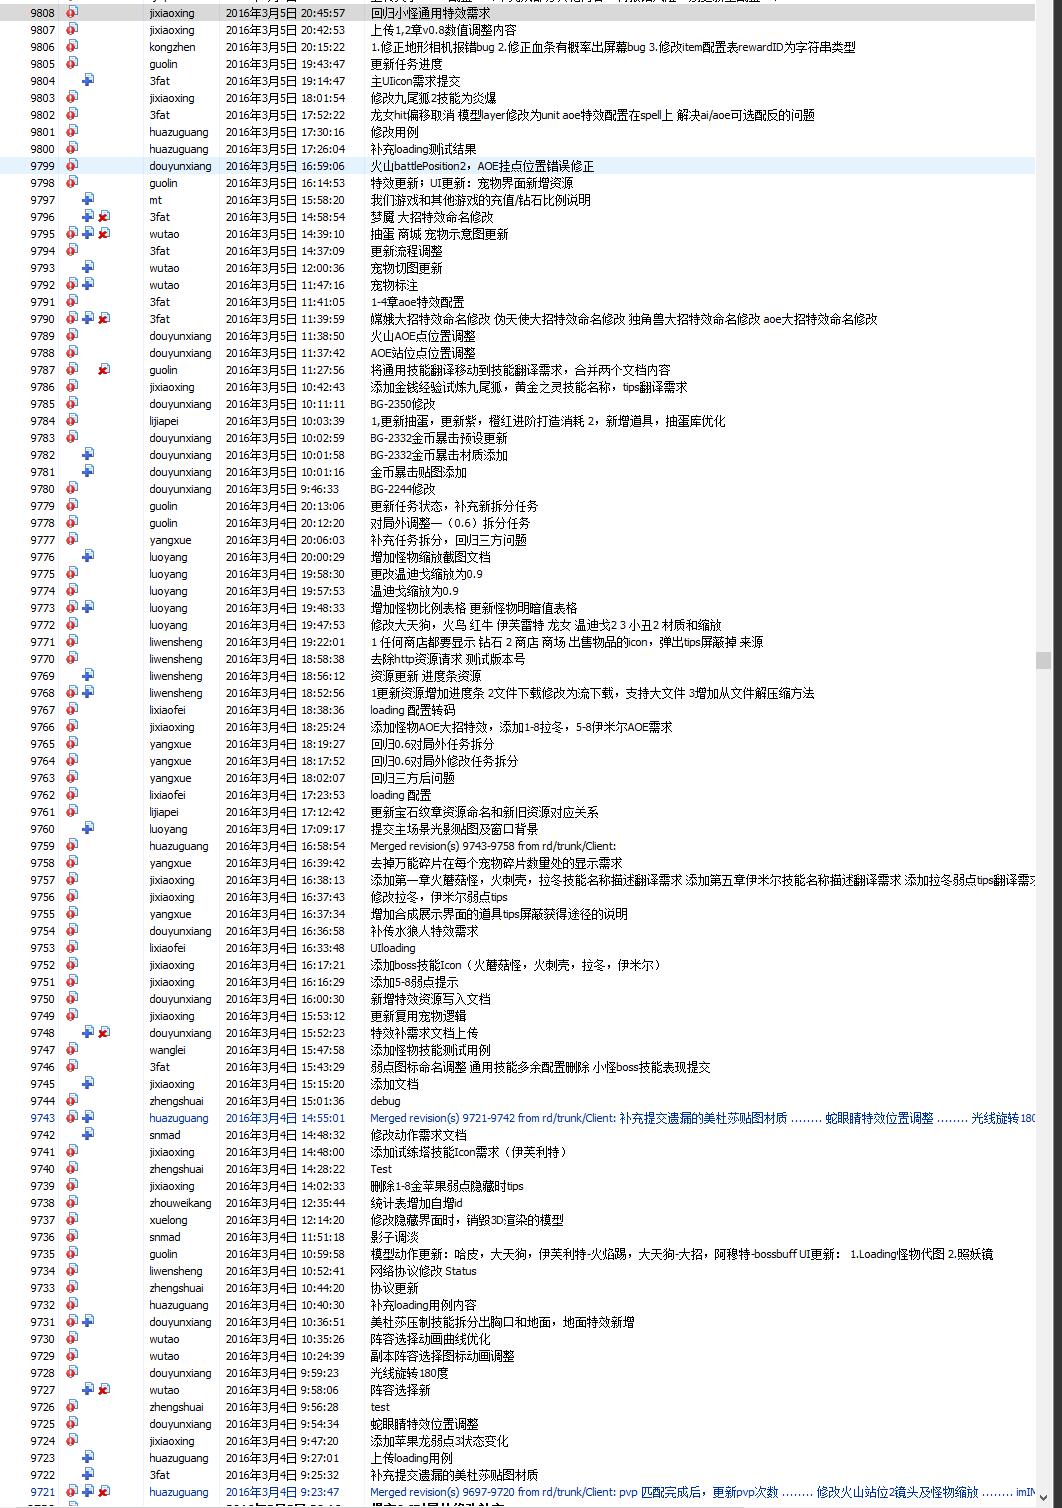 9808 jixiaoxing 2016年3月5日 20:45:57 回归小怪通用特效需求
9807 jixiaoxing 2016年3月5日 20:42:53 上传1,2章v0.8数值调整内容
9806 kongzhen 2016年3月5日 20:15:22 1.修正地形相机报错bug 2.修正血条有概率出屏幕bug 3.修改item配置表rewardID为字符串类型
9805 guolin 2016年3月5日 19:43:47 更新任务进度
9804 3fat 2016年3月5日 19:14:47 主UIicon需求提交
9803 jixiaoxing 2016年3月5日 18:01:54 修改九尾狐2技能为炎爆
9802 3fat 2016年3月5日 17:52:22 龙女hit偏移取消 模型layer修改为unit aoe特效配置在spell上 解决ai/aoe可选配反的问题
9801 huazuguang 2016年3月5日 17:30:16 修改用例
9800 huazuguang 2016年3月5日 17:26:04 补充loading测试结果
9799 douyunxiang 2016年3月5日 16:59:06 火山battlePosition2，AOE挂点位置错误修正
9798 guolin 2016年3月5日 16:14:53 特效更新；UI更新：宠物界面新增资源
9797 mt 2016年3月5日 15:58:20 我们游戏和其他游戏的充值/钻石比例说明
9796 3fat 2016年3月5日 14:58:54 梦魇 大招特效命名修改
9795 wutao 2016年3月5日 14:39:10 抽蛋 商城 宠物示意图更新
9794 3fat 2016年3月5日 14:37:09 更新流程调整
9793 wutao 2016年3月5日 12:00:36 宠物切图更新
9792 wutao 2016年3月5日 11:47:16 宠物标注
9791 3fat 2016年3月5日 11:41:05 1-4章aoe特效配置
9790 3fat 2016年3月5日 11:39:59 嫦娥大招特效命名修改 伪天使大招特效命名修改 独角兽大招特效命名修改 aoe大招特效命名修改
9789 douyunxiang 2016年3月5日 11:38:50 火山AOE点位置调整
9788 douyunxiang 2016年3月5日 11:37:42 AOE站位点位置调整
9787 guolin 2016年3月5日 11:27:56 将通用技能翻译移动到技能翻译需求，合并两个文档内容
9786 jixiaoxing 2016年3月5日 10:42:43 添加金钱经验试炼九尾狐，黄金之灵技能名称，tips翻译需求
9785 douyunxiang 2016年3月5日 10:11:11 BG-2350修改
9784 lijiapei 2016年3月5日 10:03:39 1,更新抽蛋，更新紫，橙红进阶打造消耗 2，新增道具，抽蛋库优化
9783 douyunxiang 2016年3月5日 10:02:59 BG-2332金币暴击预设更新
9782 douyunxiang 2016年3月5日 10:01:58 BG-2332金币暴击材质添加
9781 douyunxiang 2016年3月5日 10:01:16 金币暴击贴图添加
9780 douyunxiang 2016年3月5日 9:46:33 BG-2244修改
9779 guolin 2016年3月4日 20:13:06 更新任务状态，补充新拆分任务
9778 guolin 2016年3月4日 20:12:20 对局外调整一（0.6）拆分任务
9777 yangxue 2016年3月4日 20:06:03 补充任务拆分，回归三方问题
9776 luoyang 2016年3月4日 20:00:29 增加怪物缩放截图文档
9775 luoyang 2016年3月4日 19:58:30 更改温迪戈缩放为0.9
9774 luoyang 2016年3月4日 19:57:53 温迪戈缩放为0.9
9773 luoyang 2016年3月4日 19:48:33 增加怪物比例表格 更新怪物明暗值表格
9772 luoyang 2016年3月4日 19:47:53 修改大天狗，火鸟 红牛 伊芙雷特 龙女 温迪戈2 3 小丑2 材质和缩放
9771 liwensheng 2016年3月4日 19:22:01 1 任何商店都要显示 钻石 2 商店 商场 出售物品的icon，弹出tips屏蔽掉 来源
9770 liwensheng 2016年3月4日 18:58:38 去除http资源请求 测试版本号
9769 liwensheng 2016年3月4日 18:56:12 资源更新 进度条资源
9768 liwensheng 2016年3月4日 18:52:56 1更新资源增加进度条 2文件下载修改为流下载，支持大文件 3增加从文件解压缩方法
9767 lixiaofei 2016年3月4日 18:38:36 loading 配置转码
9766 jixiaoxing 2016年3月4日 18:25:24 添加怪物AOE大招特效，添加1-8拉冬，5-8伊米尔AOE需求
9765 yangxue 2016年3月4日 18:19:27 回归0.6对局外任务拆分
9764 yangxue 2016年3月4日 18:17:52 回归0.6对局外修改任务拆分
9763 yangxue 2016年3月4日 18:02:07 回归三方后问题
9762 lixiaofei 2016年3月4日 17:23:53 loading 配置
9761 lijiapei 2016年3月4日 17:12:42 更新宝石纹章资源命名和新旧资源对应关系
9760 luoyang 2016年3月4日 17:09:17 提交主场景光影贴图及窗口背景
9759 huazuguang 2016年3月4日 16:58:54 Merged revision(s) 9743-9758 from rd/trunk/Client:
9758 yangxue 2016年3月4日 16:39:42 去掉万能碎片在每个宠物碎片数量处的显示需求
9757 jixiaoxing 2016年3月4日 16:38:13 添加第一章火蘑菇怪，火刺壳，拉冬技能名称描述翻译需求 添加第五章伊米尔技能名称描述翻译需求 添加拉冬弱点tips翻译需求
9756 jixiaoxing 2016年3月4日 16:37:43 修改拉冬，伊米尔弱点tips
9755 yangxue 2016年3月4日 16:37:34 增加合成展示界面的道具tips屏蔽获得途径的说明
9754 douyunxiang 2016年3月4日 16:36:58 补传水狼人特效需求
9753 lixiaofei 2016年3月4日 16:33:48 UIloading
9752 jixiaoxing 2016年3月4日 16:17:21 添加boss技能Icon（火蘑菇怪，火刺壳，拉冬，伊米尔）
9751 jixiaoxing 2016年3月4日 16:16:29 添加5-8弱点提示
9750 douyunxiang 2016年3月4日 16:00:30 新增特效资源写入文档
9749 jixiaoxing 2016年3月4日 15:53:12 更新复用宠物逻辑
9748 douyunxiang 2016年3月4日 15:52:23 特效补需求文档上传
9747 wanglei 2016年3月4日 15:47:58 添加怪物技能测试用例
9746 3fat 2016年3月4日 15:43:29 弱点图标命名调整 通用技能多余配置删除 小怪boss技能表现提交
9745 jixiaoxing 2016年3月4日 15:15:20 添加文档
9744 zhengshuai 2016年3月4日 15:01:36 debug
9743 huazuguang 2016年3月4日 14:55:01 Merged revision(s) 9721-9742 from rd/trunk/Client: 补充提交遗漏的美杜莎贴图材质 ........ 蛇眼睛特效位置调整 ........ 光线旋转180
9742 snmad 2016年3月4日 14:48:32 修改动作需求文档
9741 jixiaoxing 2016年3月4日 14:48:00 添加试练塔技能Icon需求（伊芙利特）
9740 zhengshuai 2016年3月4日 14:28:22 Test
9739 jixiaoxing 2016年3月4日 14:02:33 删除1-8金苹果弱点隐藏时tips
9738 zhouweikang 2016年3月4日 12:35:44 统计表增加自增id
9737 xuelong 2016年3月4日 12:14:20 修改隐藏界面时，销毁3D渲染的模型
9736 snmad 2016年3月4日 11:51:18 影子调淡
9735 guolin 2016年3月4日 10:59:58 模型动作更新：哈皮，大天狗，伊芙利特-火焰踢，大天狗-大招，阿穆特-bossbuff UI更新： 1.Loading怪物代图 2.照妖镜
9734 liwensheng 2016年3月4日 10:52:41 网络协议修改 Status
9733 zhengshuai 2016年3月4日 10:44:20 协议更新
9732 huazuguang 2016年3月4日 10:40:30 补充loading用例内容
9731 douyunxiang 2016年3月4日 10:36:51 美杜莎压制技能拆分出胸口和地面，地面特效新增
9730 wutao 2016年3月4日 10:35:26 阵容选择动画曲线优化
9729 wutao 2016年3月4日 10:24:39 副本阵容选择图标动画调整
9728 douyunxiang 2016年3月4日 9:59:23 光线旋转180度
9727 wutao 2016年3月4日 9:58:06 阵容选择新
9726 zhengshuai 2016年3月4日 9:56:28 test
9725 douyunxiang 2016年3月4日 9:54:34 蛇眼睛特效位置调整
9724 jixiaoxing 2016年3月4日 9:47:20 添加苹果龙弱点3状态变化
9723 huazuguang 2016年3月4日 9:27:01 上传loading用例
9722 3fat 2016年3月4日 9:25:32 补充提交遗漏的美杜莎贴图材质
9721 huazuguang 2016年3月4日 9:23:47 Merged revision(s) 9697-9720 from rd/trunk/Client: pvp 匹配完成后，更新pvp次数 ........ 修改火山站位2镜头及怪物缩放 ........